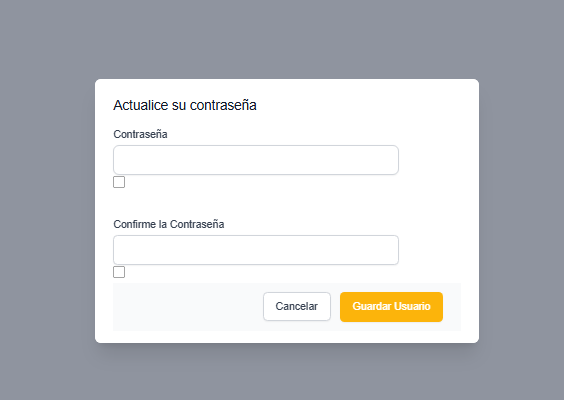 Actualice su contraseña
Contraseña
Confirme la Contraseña
Cancelar
Guardar Usuario